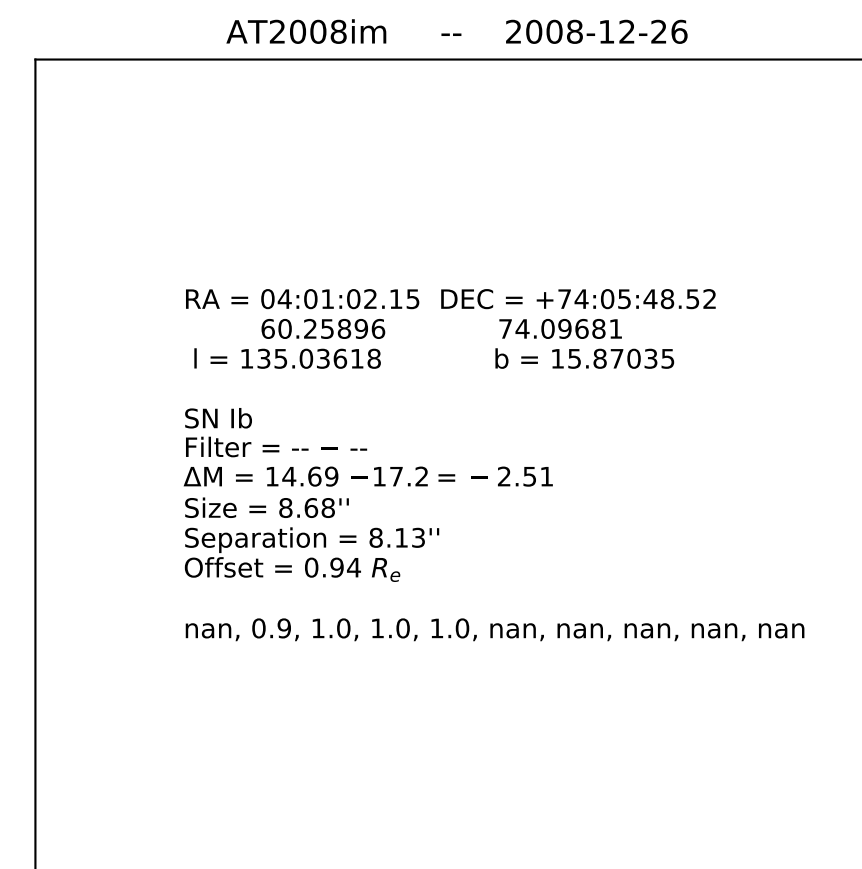 AT2008im -- 2008-12-26
RA = 04:01:02.15 DEC = +74:05:48.52
60.25896 74.09681
l = 135.03618 b = 15.87035
SN Ib
Filter = -- − --
ΔM = 14.69 −17.2 = − 2.51
Size = 8.68''
Separation = 8.13''
Offset = 0.94 Re
nan, 0.9, 1.0, 1.0, 1.0, nan, nan, nan, nan, nan